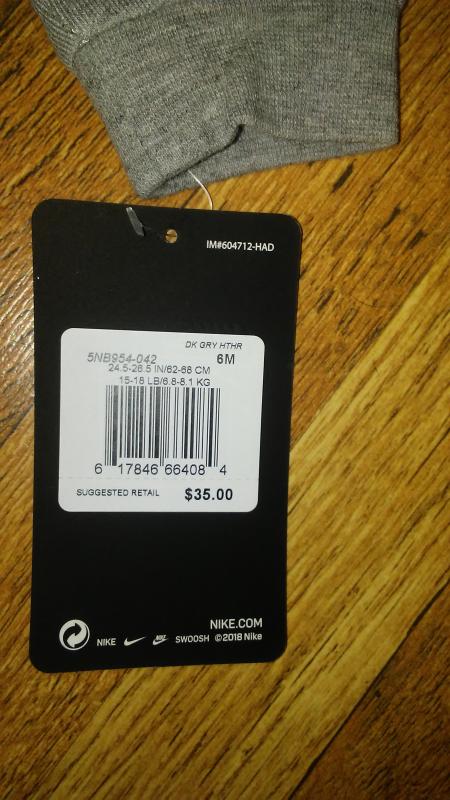 IM#604712-HAD
DK GRY HTHR
5NB954-042 6M
24.5-26.5 IN/62-68 CM
15-18 LB/6.8-8.1 KG
6 17846 66408 4
SUGGESTED RETAIL $35.00
NIKE.COM
NIKE NIKE SWOOSH ©2018 Nike